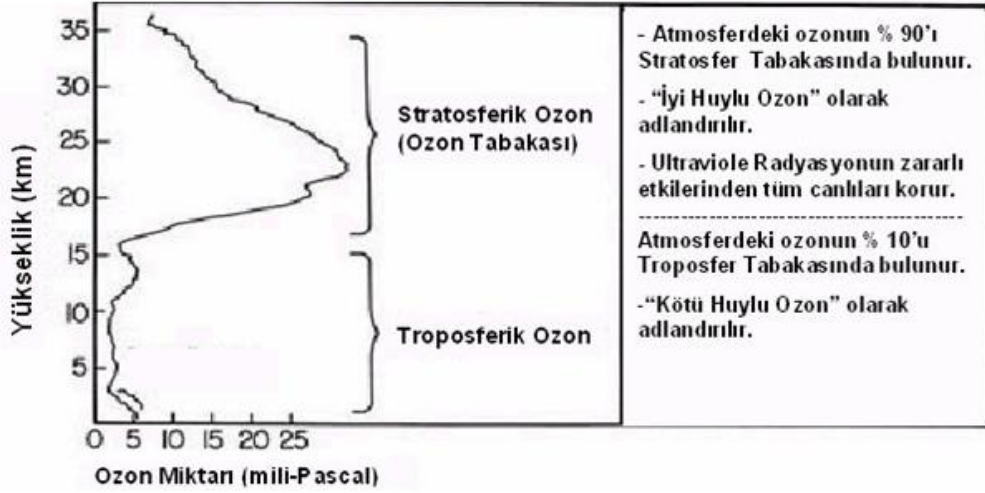 Yükseklik (km)
35
30
25
20
15
10
5
0 5 10 15 20 25
Ozon Miktarı (mili-Pascal)
Stratosferik Ozon
(Ozon Tabakası)
Troposferik Ozon
- Atmosferdeki ozonun % 90’ı
Stratosfer Tabakasında bulunur.
- “İyi Huylu Ozon” olarak
adlandırılır.
- Ultraviole Radyasyonun zararlı
etkilerinden tüm canlıları korur.
----------------------------------------------
Atmosferdeki ozonun % 10’u
Troposfer Tabakasında bulunur.
-“Kötü Huylu Ozon” olarak
adlandırılır.